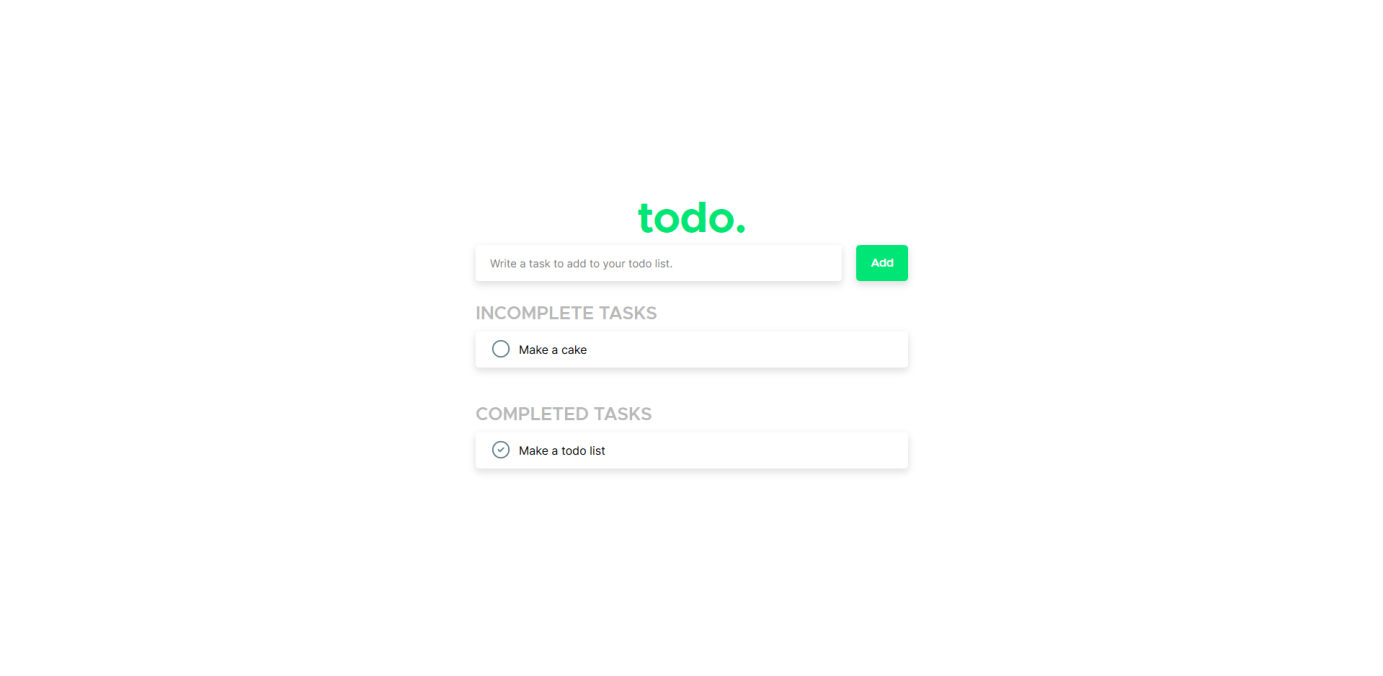 todo.
Write a task to add to your todo list.
Add
INCOMPLETE TASKS
Make a cake
COMPLETED TASKS
Make a todo list